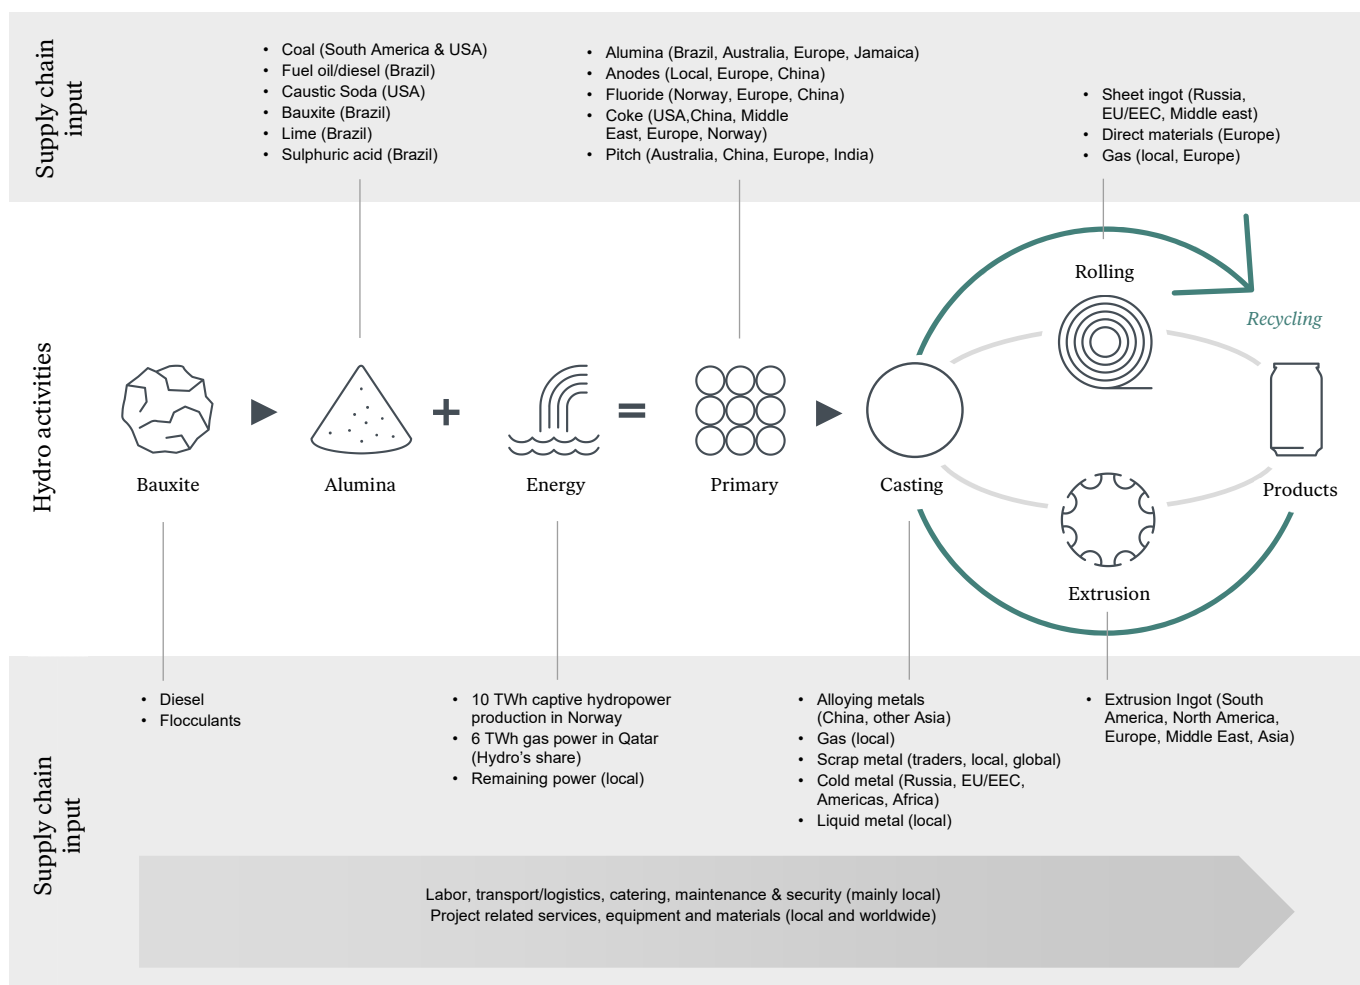 Supply chain
input
• Coal (South America & USA)
• Fuel oil/diesel (Brazil)
• Caustic Soda (USA)
• Bauxite (Brazil)
• Lime (Brazil)
• Sulphuric acid (Brazil)
• Alumina (Brazil, Australia, Europe, Jamaica)
• Anodes (Local, Europe, China)
• Fluoride (Norway, Europe, China)
• Coke (USA,China, Middle
East, Europe, Norway)
• Pitch (Australia, China, Europe, India)
• Sheet ingot (Russia,
EU/EEC, Middle east)
• Direct materials (Europe)
• Gas (local, Europe)
Hydro activities
Bauxite
Alumina
Energy
Primary
Casting
Rolling
Recycling
Extrusion
Products
Supply chain
input
• Diesel
• Flocculants
• 10 TWh captive hydropower
production in Norway
• 6 TWh gas power in Qatar
(Hydro’s share)
• Remaining power (local)
• Alloying metals
(China, other Asia)
• Gas (local)
• Scrap metal (traders, local, global)
• Cold metal (Russia, EU/EEC,
Americas, Africa)
• Liquid metal (local)
• Extrusion Ingot (South
America, North America,
Europe, Middle East, Asia)
Labor, transport/logistics, catering, maintenance & security (mainly local)
Project related services, equipment and materials (local and worldwide)